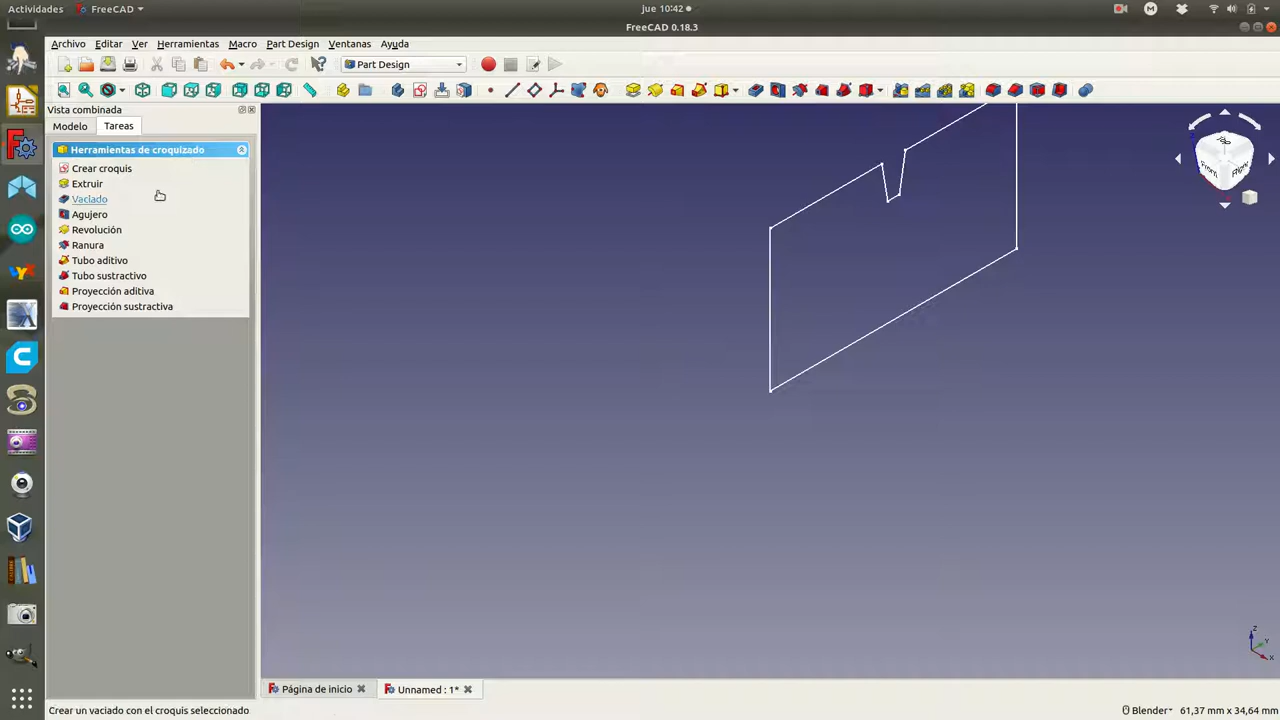 Actividades FreeCAD Jue 10:42
FreeCAD 0.18.3
Archivo Editar Ver Herramientas Macro Part Design Ventanas Ayuda
Part Design
Vista combinada
Modelo Tareas
Herramientas de croquizado
Crear croquis
Extruir
Vaciado
Agujero
Revolución
Ranura
Tubo aditivo
Tubo sustractivo
Proyección aditiva
Proyección sustractiva
Página de inicio Unnamed : 1*
Crear un vaciado con el croquis seleccionado Blender 61,37 mm x 34,64 mm